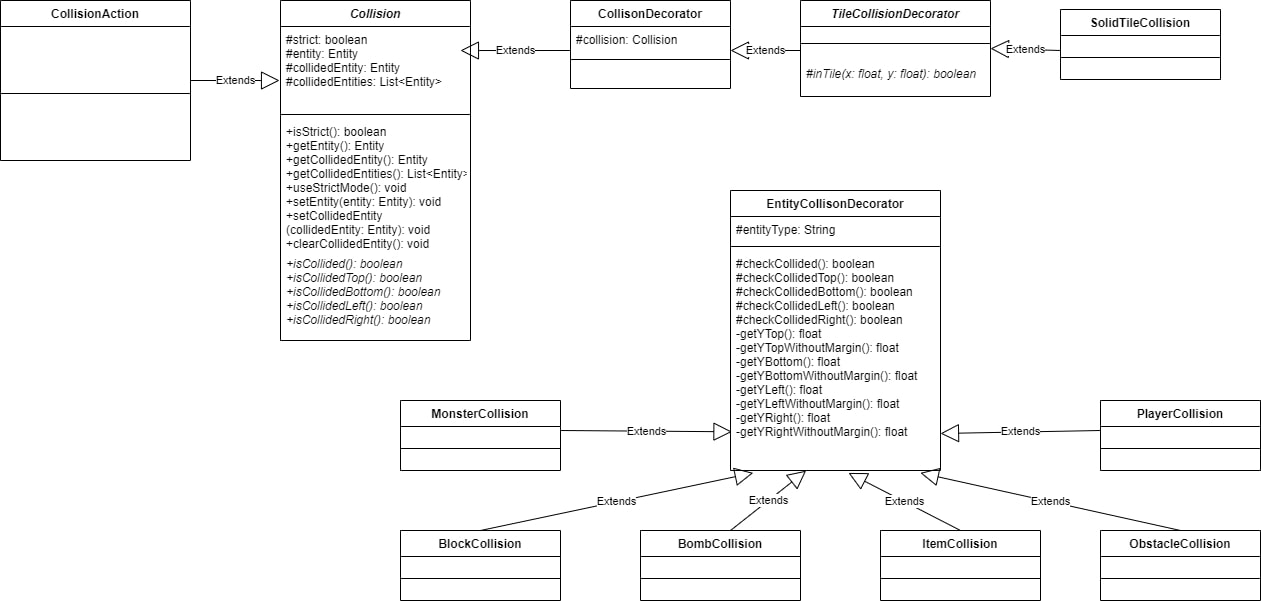 CollisionAction
Extends
Collision
#strict: boolean
#entity: Entity
#collidedEntity: Entity
#collidedEntities: List<Entity>
+isStrict(): boolean
+getEntity(): Entity
+getCollidedEntity(): Entity
+getCollidedEntities(): List<Entity>
+useStrictMode(): void
+setEntity(entity: Entity): void
+setCollidedEntity
(collidedEntity: Entity): void
+clearCollidedEntity(): void
+isCollided(): boolean
+isCollidedTop(): boolean
+isCollidedBottom(): boolean
+isCollidedLeft(): boolean
+isCollidedRight(): boolean
Extends
CollisonDecorator
#collision: Collision
Extends
TileCollisionDecorator
#inTile(x: float, y: float): boolean
Extends
SolidTileCollision
EntityCollisonDecorator
#entityType: String
#checkCollided(): boolean
#checkCollidedTop(): boolean
#checkCollidedBottom(): boolean
#checkCollidedLeft(): boolean
#checkCollidedRight(): boolean
-getYTop(): float
-getYTopWithoutMargin(): float
-getYBottom(): float
-getYBottomWithoutMargin(): float
-getYLeft(): float
-getYLeftWithoutMargin(): float
-getYRight(): float
-getYRightWithoutMargin(): float
MonsterCollision
Extends
Extends
PlayerCollision
Extends
Extends
Extends
Extends
BlockCollision
BombCollision
ItemCollision
ObstacleCollision